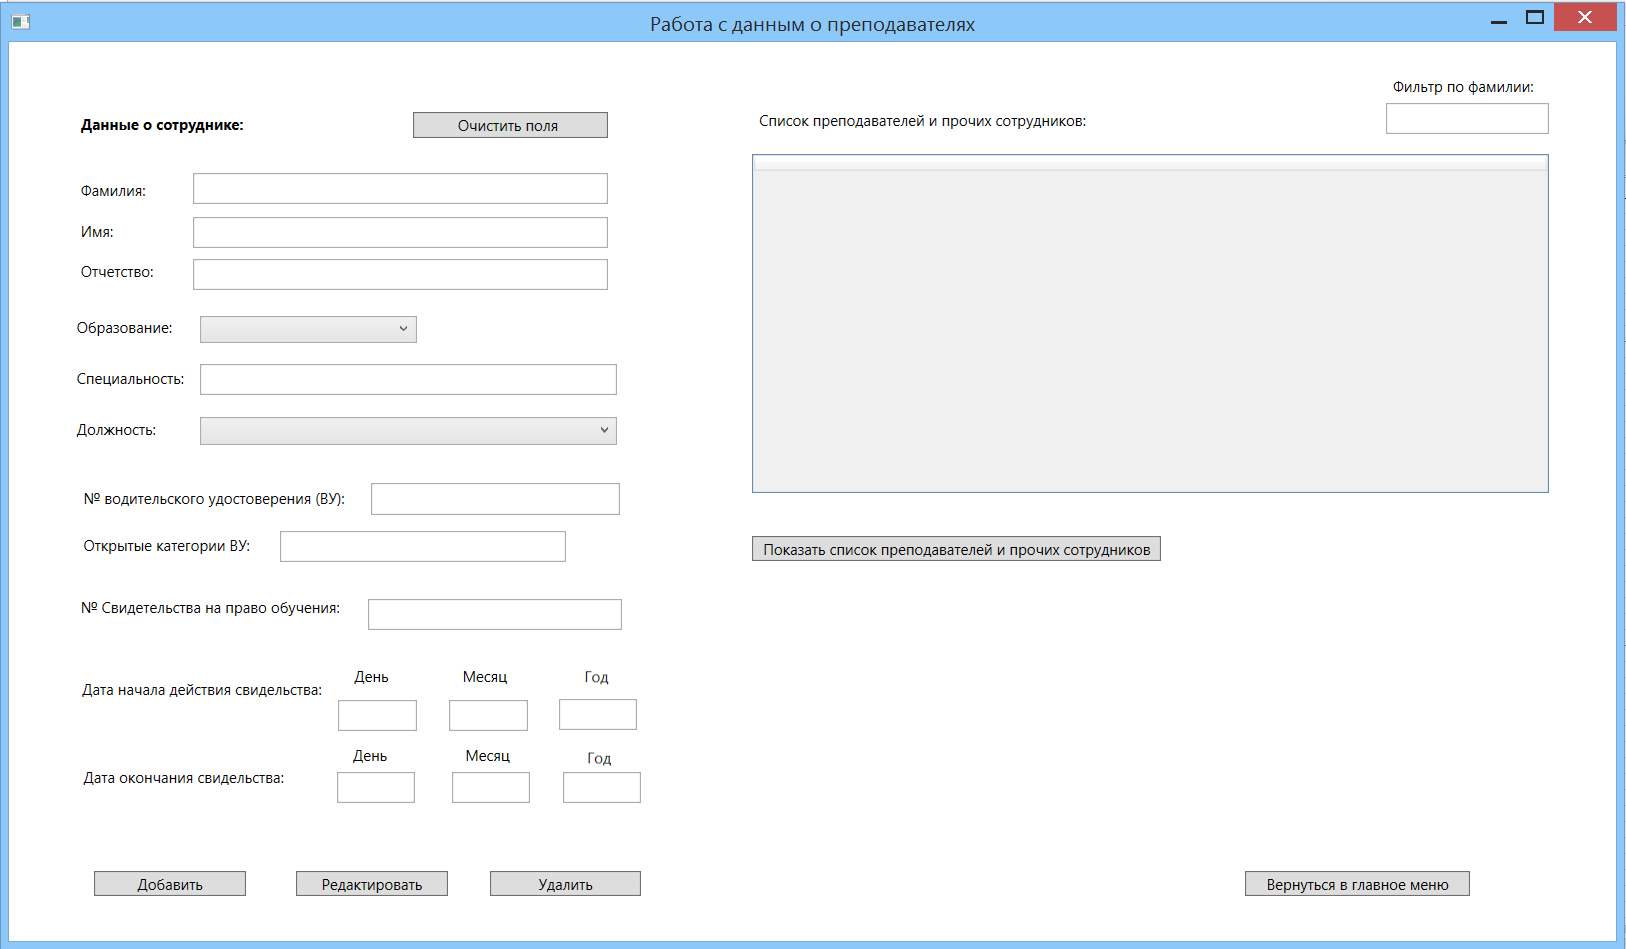 Работа с данным о преподавателях
Фильтр по фамилии:
Данные о сотруднике:
Очистить поля
Список преподавателей и прочих сотрудников:
Фамилия:
Имя:
Отчетство:
Образование:
Специальность:
Должность:
№ водительского удостоверения (ВУ):
Открытые категории ВУ:
Показать список преподавателей и прочих сотрудников
№ Свидетельства на право обучения:
День Месяц Год
Дата начала действия свидельства:
День Месяц Год
Дата окончания свидельства:
Добавить
Редактировать
Удалить
Вернуться в главное меню